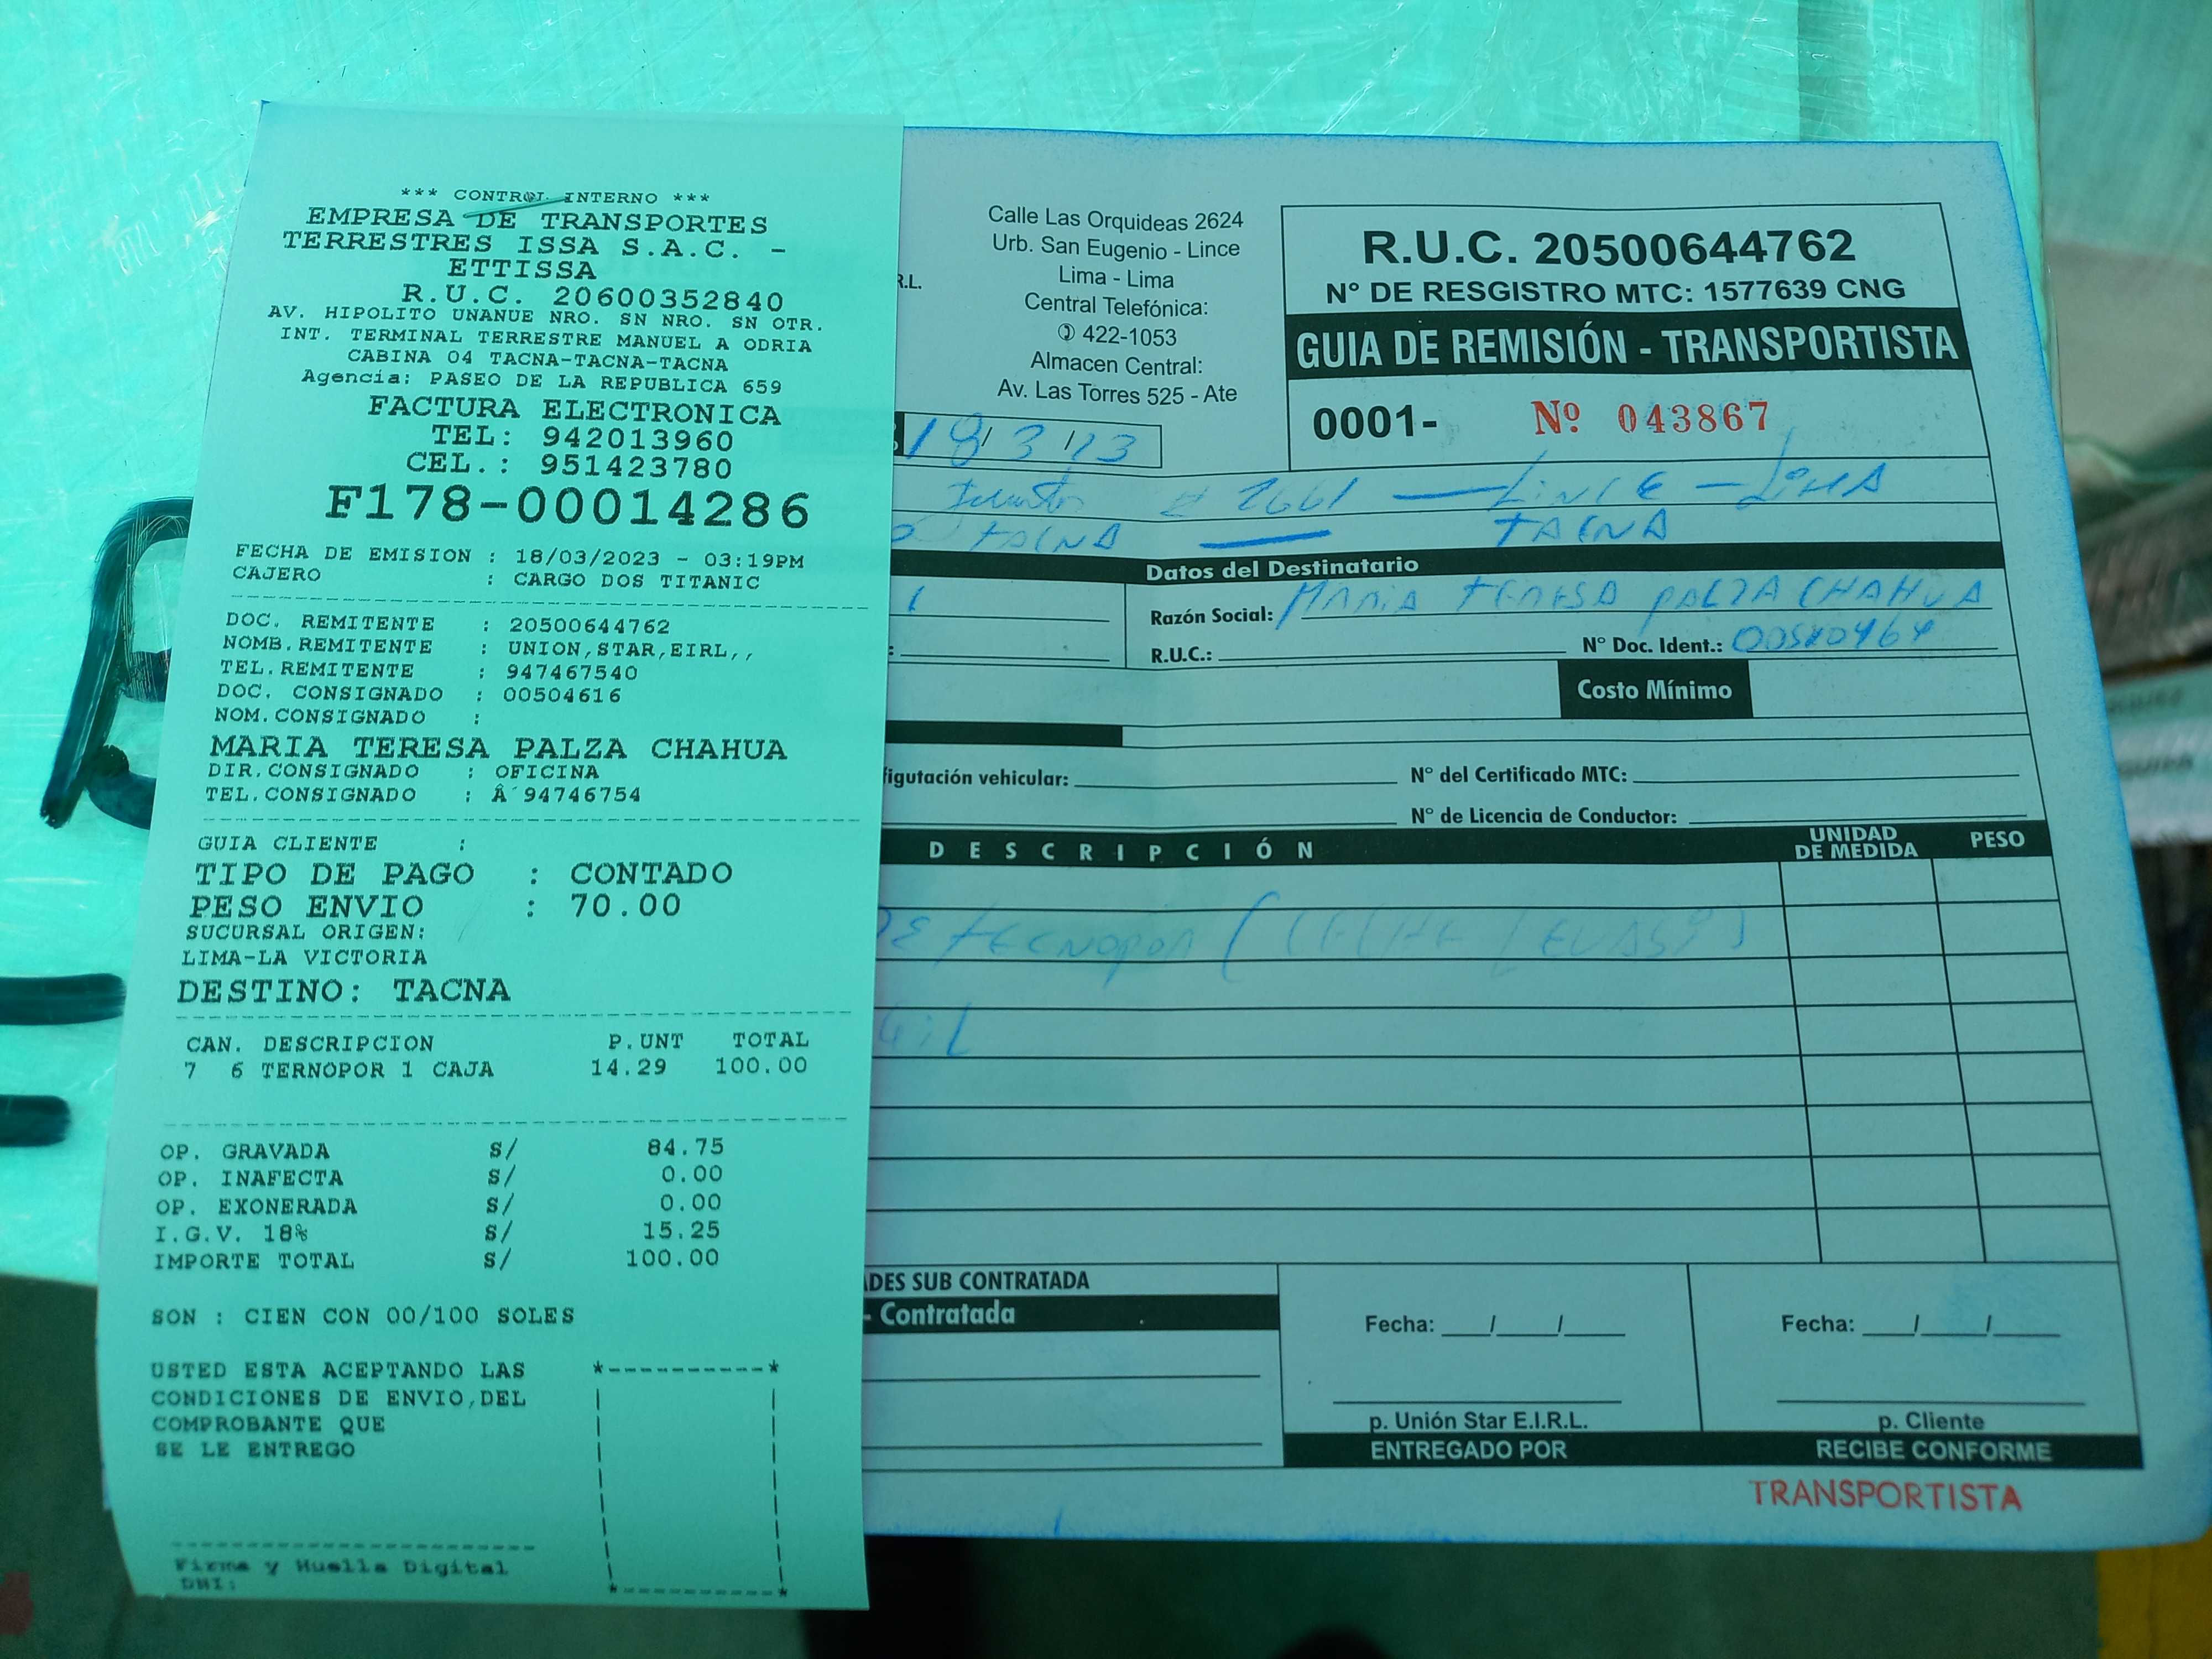 *** CONTROL INTERNO ***
EMPRESA DE TRANSPORTES
TERRESTRES ISSA S.A.C. -
ETTISSA
R.U.C. 20600352840
AV. HIPOLITO UNANUE NRO. SN NRO. SN OTR.
INT. TERMINAL TERRESTRE MANUEL A ODRIA
CABINA 04 TACNA-TACNA-TACNA
Agencia: PASEO DE LA REPUBLICA 659
FACTURA ELECTRONICA
TEL: 942013960
CEL.: 951423780
F178-00014286
FECHA DE EMISION : 18/03/2023 - 03:19PM
CAJERO : CARGO DOS TITANIC
DOC. REMITENTE : 20500644762
NOMB.REMITENTE : UNION,STAR,EIRL,,
TEL.REMITENTE : 947467540
DOC. CONSIGNADO : 00504616
NOM.CONSIGNADO :
MARIA TERESA PALZA CHAHUA
DIR.CONSIGNADO : OFICINA
TEL.CONSIGNADO : Â´94746754
GUIA CLIENTE :
TIPO DE PAGO : CONTADO
PESO ENVIO : 70.00
SUCURSAL ORIGEN:
LIMA-LA VICTORIA
DESTINO: TACNA
CAN. DESCRIPCION P.UNT TOTAL
7 6 TERNOPOR 1 CAJA 14.29 100.00
OP. GRAVADA S/ 84.75
OP. INAFECTA S/ 0.00
OP. EXONERADA S/ 0.00
I.G.V. 18% S/ 15.25
IMPORTE TOTAL S/ 100.00
SON : CIEN CON 00/100 SOLES
USTED ESTA ACEPTANDO LAS
CONDICIONES DE ENVIO,DEL
COMPROBANTE QUE
SE LE ENTREGO
Firma y Huella Digital
DNI:
R.L.
Calle Las Orquideas 2624
Urb. San Eugenio - Lince
Lima - Lima
Central Telefónica:
422-1053
Almacen Central:
Av. Las Torres 525 - Ate
R.U.C. 20500644762
N° DE RESGISTRO MTC: 1577639 CNG
GUIA DE REMISIÓN - TRANSPORTISTA
0001- Nº 043867
18/ 3 /23
# 2661 — LINCE - LIMA
TACNA — TACNA
Datos del Destinatario
Razón Social: MARIA TERESA PALZA CHAHUA
R.U.C.: N° Doc. Ident.:
Costo Mínimo
figutación vehicular: N° del Certificado MTC:
N° de Licencia de Conductor:
DESCRIPCIÓN UNIDAD DE MEDIDA PESO
DE TECNOPOR (
ADES SUB CONTRATADA
- Contratada
Fecha: / / Fecha: / /
p. Unión Star E.I.R.L. p. Cliente
ENTREGADO POR RECIBE CONFORME
TRANSPORTISTA